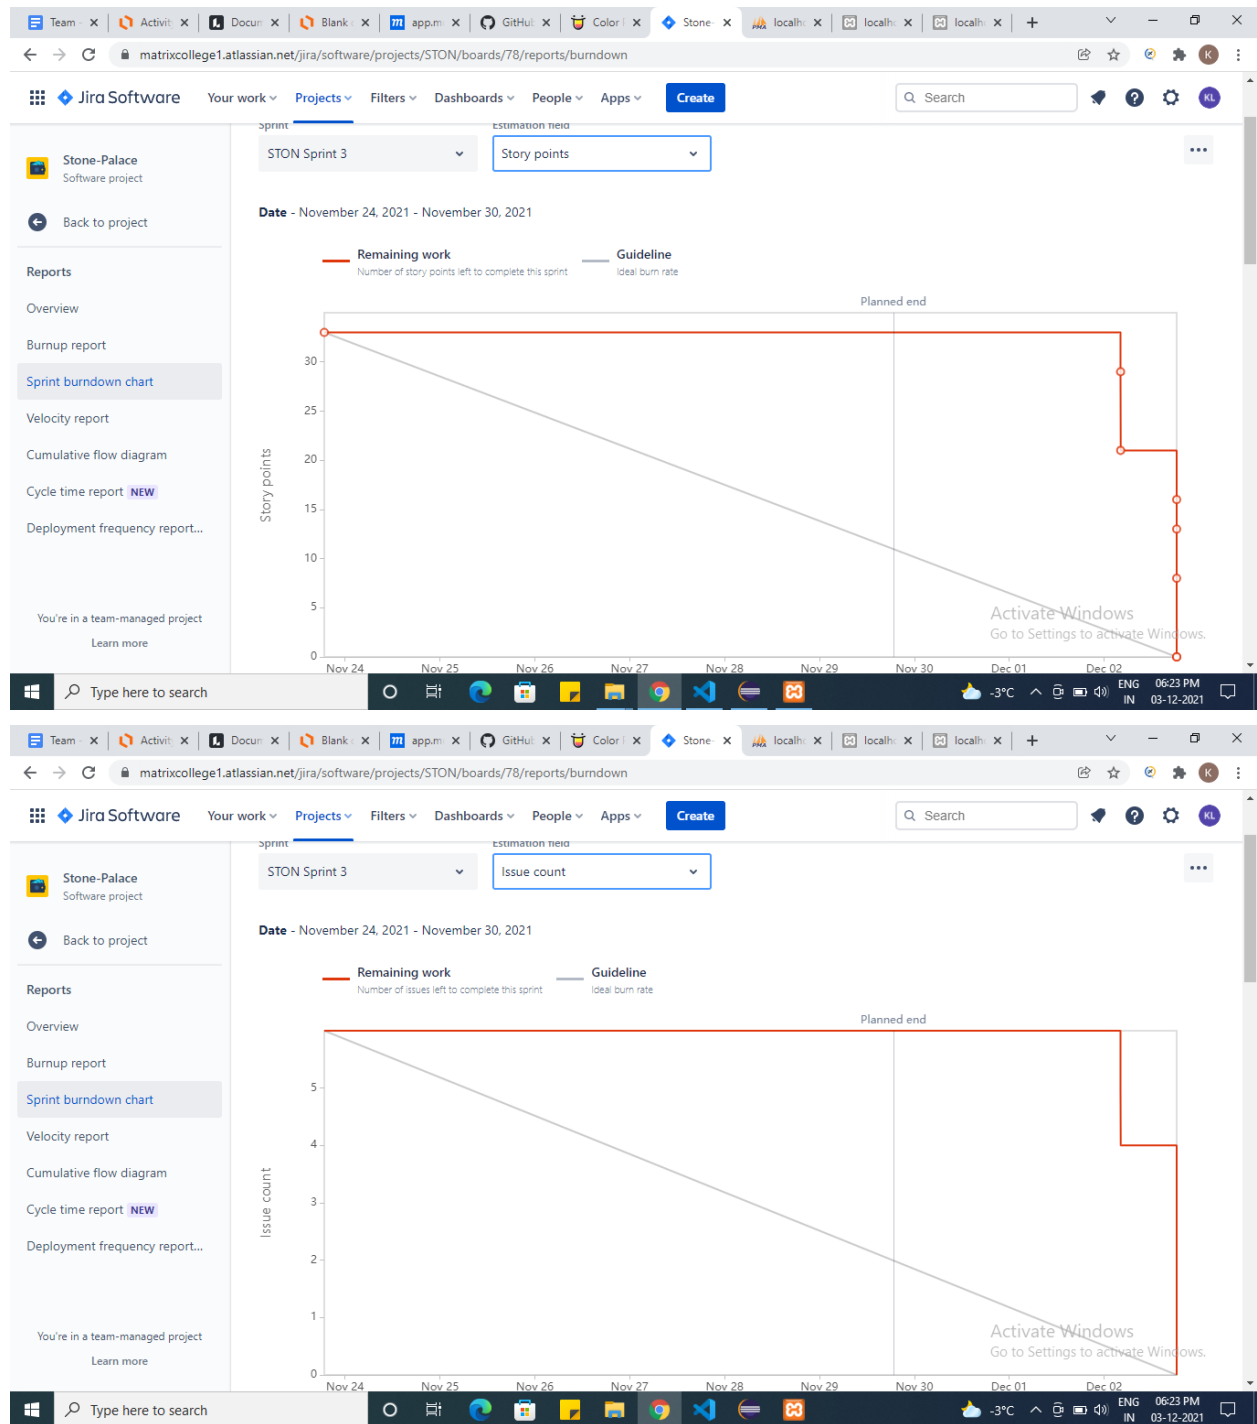 Team - Activit Docum Blank app.m GitHub Color Stone- localho localho localho
matrixcollege1.atlassian.net/jira/software/projects/STON/boards/78/reports/burndown K
Jira Software Your work Projects Filters Dashboards People Apps Create Search KL
Sprint Estimation field
Stone-Palace
Software project
STON Sprint 3 Story points
Back to project
Date - November 24, 2021 - November 30, 2021
Remaining work Guideline
Number of story points left to complete this sprint Ideal burn rate
Reports
Overview
Burnup report
Sprint burndown chart
Velocity report
Cumulative flow diagram
Cycle time report NEW
Deployment frequency report...
You're in a team-managed project
Learn more
Planned end
Story points
30
25
20
15
10
5
0
Nov 24 Nov 25 Nov 26 Nov 27 Nov 28 Nov 29 Nov 30 Dec 01 Dec 02
Activate Windows
Go to Settings to activate Windows.
Type here to search -3°C ENG 06:23 PM
IN 03-12-2021
Team - Activit Docum Blank app.m GitHub Color Stone- localho localho localho
matrixcollege1.atlassian.net/jira/software/projects/STON/boards/78/reports/burndown K
Jira Software Your work Projects Filters Dashboards People Apps Create Search KL
Sprint Estimation field
Stone-Palace
Software project
STON Sprint 3 Issue count
Back to project
Date - November 24, 2021 - November 30, 2021
Remaining work Guideline
Number of issues left to complete this sprint Ideal burn rate
Reports
Overview
Burnup report
Sprint burndown chart
Velocity report
Cumulative flow diagram
Cycle time report NEW
Deployment frequency report...
You're in a team-managed project
Learn more
Planned end
Issue count
5
4
3
2
1
0
Nov 24 Nov 25 Nov 26 Nov 27 Nov 28 Nov 29 Nov 30 Dec 01 Dec 02
Activate Windows
Go to Settings to activate Windows.
Type here to search -3°C ENG 06:23 PM
IN 03-12-2021